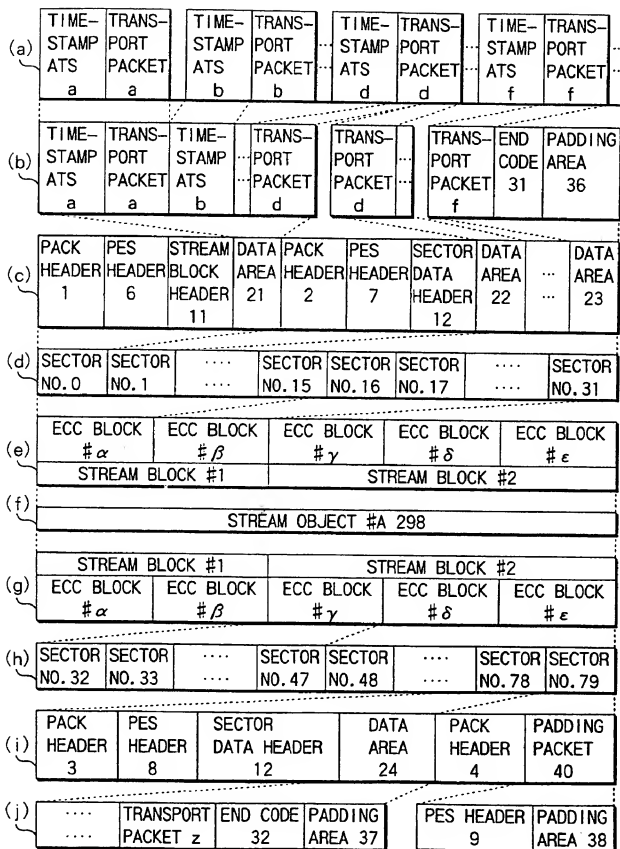 (a)
TIME-STAMP ATS a
TRANS-PORT PACKET a
TIME-STAMP ATS b
TRANS-PORT PACKET b
...
TIME-STAMP ATS d
TRANS-PORT PACKET d
...
TIME-STAMP ATS f
TRANS-PORT PACKET f
...
(b)
TIME-STAMP ATS a
TRANS-PORT PACKET a
TIME-STAMP ATS b
...
TRANS-PORT PACKET d
TRANS-PORT PACKET d
...
TRANS-PORT PACKET f
END CODE 31
PADDING AREA 36
(c)
PACK HEADER 1
PES HEADER 6
STREAM BLOCK HEADER 11
DATA AREA 21
PACK HEADER 2
PES HEADER 7
SECTOR DATA HEADER 12
DATA AREA 22
...
DATA AREA 23
(d)
SECTOR NO.0
SECTOR NO.1
....
SECTOR NO.15
SECTOR NO.16
SECTOR NO.17
....
SECTOR NO.31
(e)
ECC BLOCK #α
ECC BLOCK #β
ECC BLOCK #γ
ECC BLOCK #δ
ECC BLOCK #ε
STREAM BLOCK #1
STREAM BLOCK #2
(f)
STREAM OBJECT #A 298
STREAM BLOCK #1
STREAM BLOCK #2
(g)
ECC BLOCK #α
ECC BLOCK #β
ECC BLOCK #γ
ECC BLOCK #δ
ECC BLOCK #ε
(h)
SECTOR NO.32
SECTOR NO.33
....
SECTOR NO.47
SECTOR NO.48
....
SECTOR NO.78
SECTOR NO.79
(i)
PACK HEADER 3
PES HEADER 8
SECTOR DATA HEADER 12
DATA AREA 24
PACK HEADER 4
PADDING PACKET 40
(j)
....
TRANSPORT PACKET z
END CODE 32
PADDING AREA 37
PES HEADER 9
PADDING AREA 38